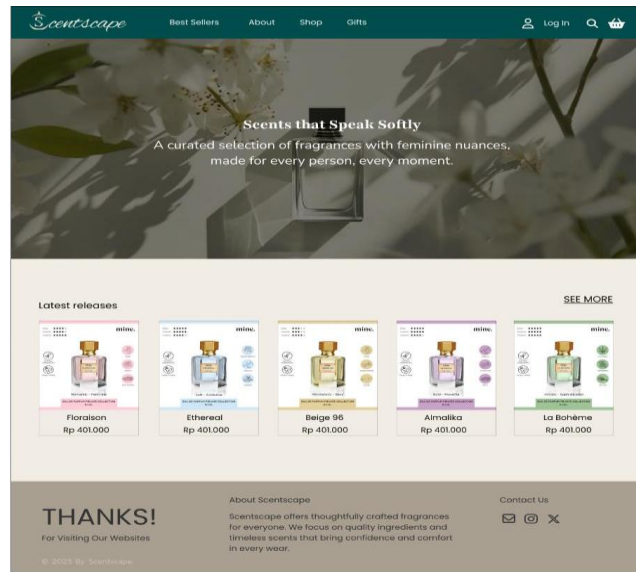 Scentscape
Best Sellers About Shop Gifts Log In
Scents that Speak Softly
A curated selection of fragrances with feminine nuances,
made for every person, every moment.
Latest releases
SEE MORE
mine. mine. mine. mine. mine.
Floraison Ethereal Beige 96 Almalika La Bohème
Rp 401.000 Rp 401.000 Rp 401.000 Rp 401.000 Rp 401.000
THANKS!
For Visiting Our Websites
© 2025 By Scentscape
About Scentscape
Scentscape offers thoughtfully crafted fragrances
for everyone. We focus on quality ingredients and
timeless scents that bring confidence and comfort
in every wear.
Contact Us